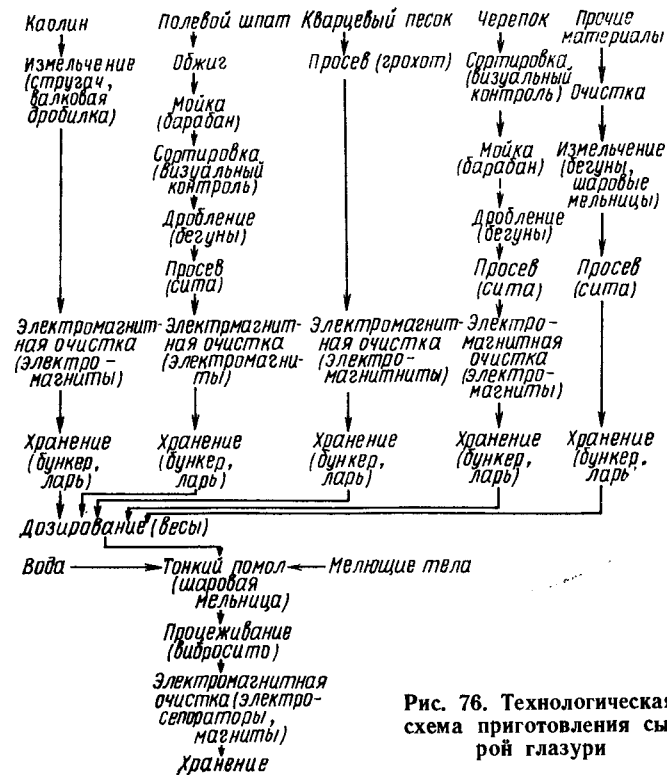 Каолин
Полевой шпат
Кварцевый песок
Черепок
Прочие
материалы
Измельчение
(стругач,
валковая
дробилка)
Обжиг
Просев (грохот)
Сортировка
(визуальный
контроль)
Очистка
Мойка
(барабан)
Сортировка
(визуальный
контроль)
Мойка
(барабан)
Измельчение
(бегуны,
шаровые
мельницы)
Дробление
(бегуны)
Дробление
(бегуны)
Просев
(сита)
Просев
(сита)
Просев
(сита)
Электромагнит-
ная очистка
(электро-
магниты)
Электрмагнит-
ная очистка
(электромагни-
ты)
Электромагнит-
ная очистка
(электро-
магнитниты)
Электро-
магнитная
очистка
(электро-
магниты)
Хранение
(бункер,
ларь)
Хранение
(бункер,
ларь)
Хранение
(бункер,
ларь)
Хранение
(бункер,
ларь)
Хранение
(бункер.
ларь
Дозирование (весы)
Вода
Тонкий помол
(шаровая
мельница)
Мелющие тела
Процеживание
(вибросито)
Электромагнитная
очистка (электро-
сепораторы,
магниты)
Хранение
Рис. 76. Технологическая
схема приготовления сы-
рой глазури